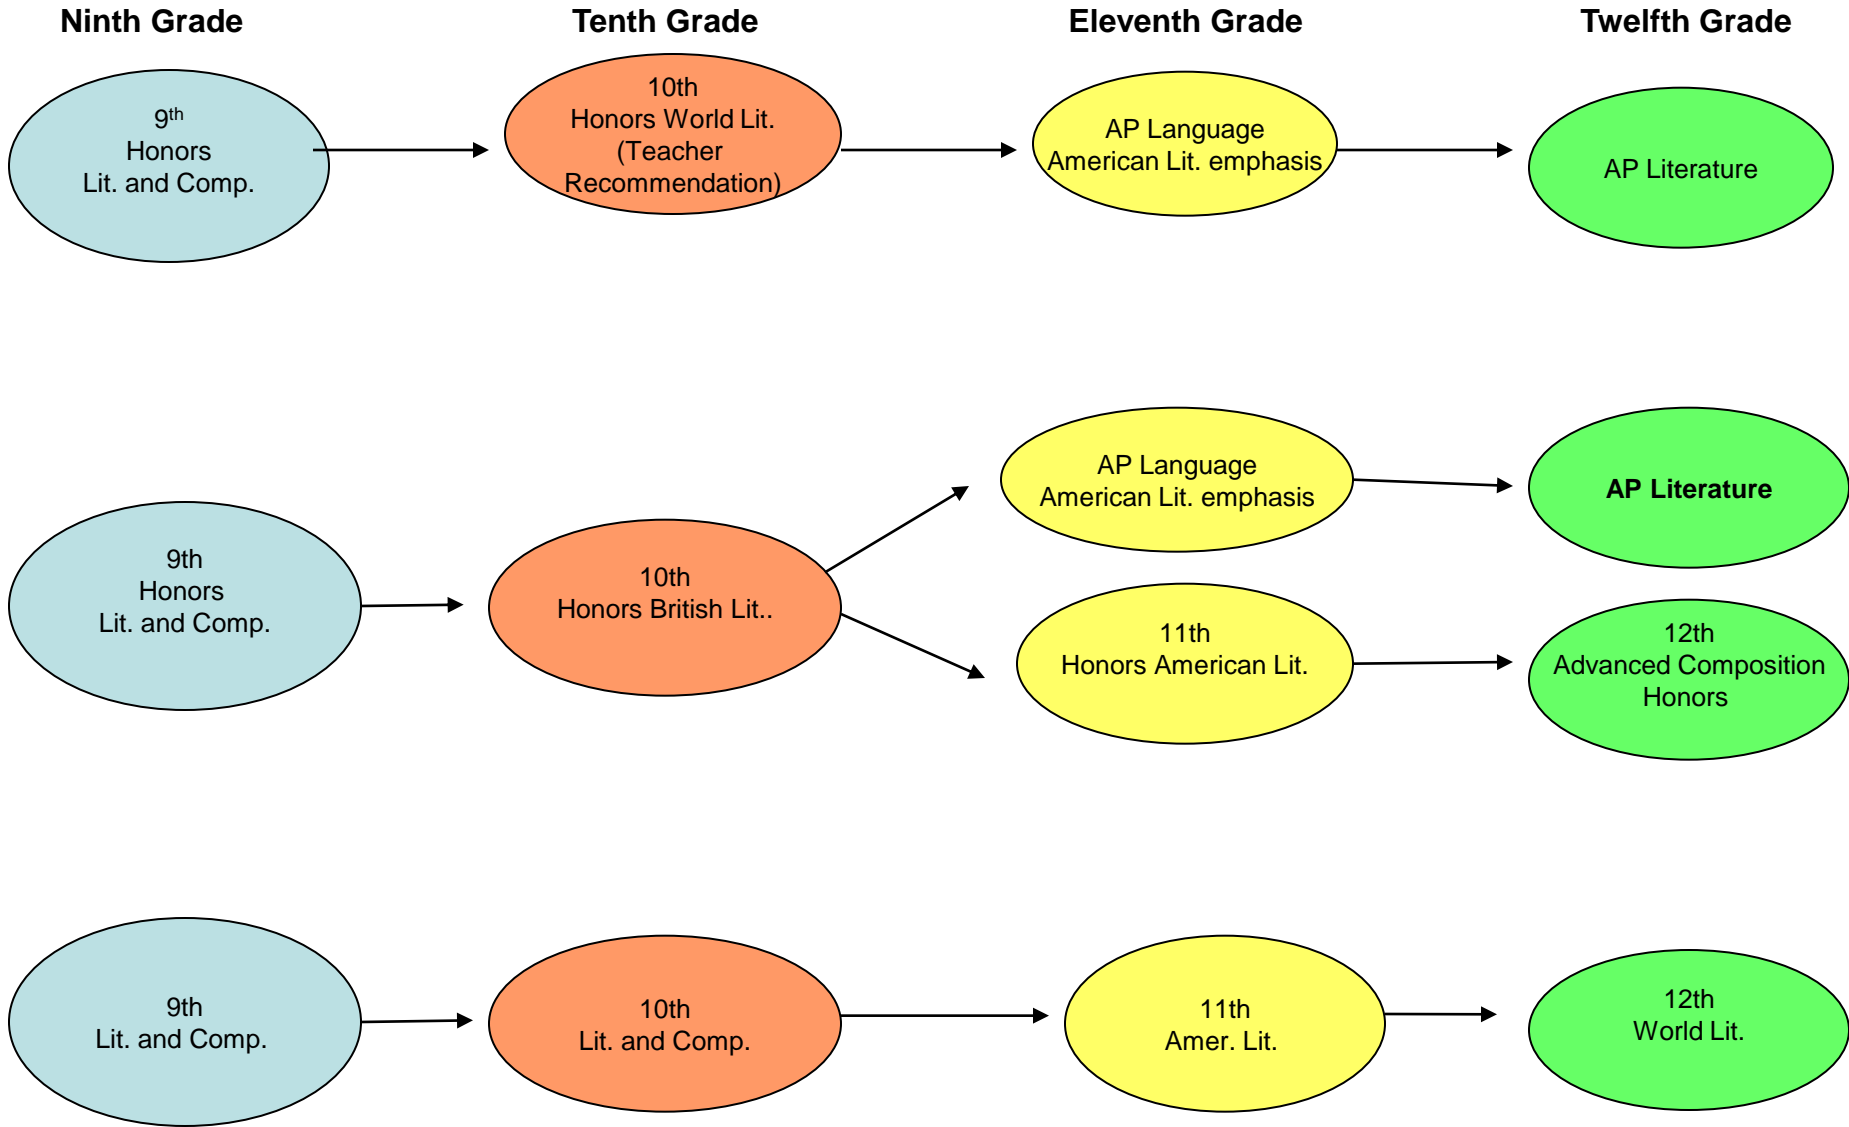 Ninth Grade
Tenth Grade
Eleventh Grade
Twelfth Grade
9th
Honors
Lit. and Comp.
10th
Honors World Lit.
(Teacher
Recommendation)
AP Language
American Lit. emphasis
AP Literature
9th
Honors
Lit. and Comp.
10th
Honors British Lit..
AP Language
American Lit. emphasis
AP Literature
11th
Honors American Lit.
12th
Advanced Composition
Honors
9th
Lit. and Comp.
10th
Lit. and Comp.
11th
Amer. Lit.
12th
World Lit.